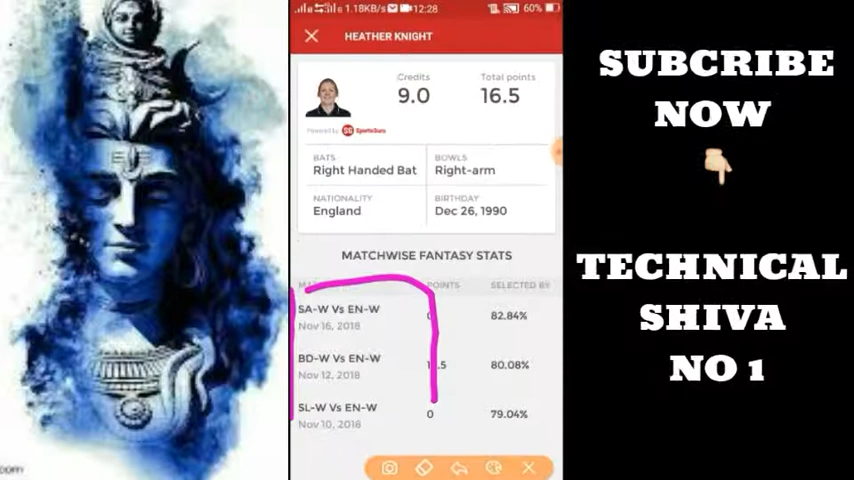 1.18KB/s 12:28 60%
HEATHER KNIGHT
Credits Total points
9.0 16.5
Powered by SG SportsGuru
BATS BOWLS
Right Handed Bat Right-arm
NATIONALITY BIRTHDAY
England Dec 26, 1990
MATCHWISE FANTASY STATS
POINTS SELECTED BY
SA-W Vs EN-W 82.84%
Nov 16, 2018
BD-W Vs EN-W 80.08%
Nov 12, 2018
SL-W Vs EN-W 0 79.04%
Nov 10, 2018
SUBCRIBE
NOW
TECHNICAL
SHIVA
NO 1